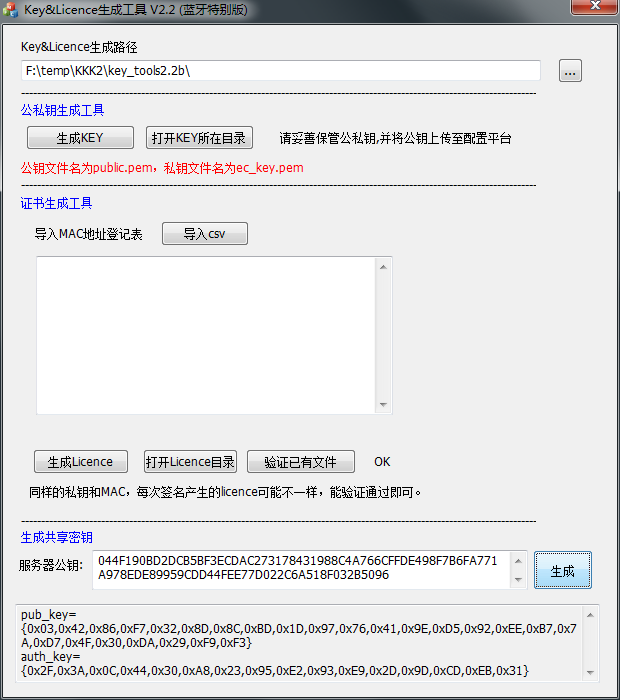 Key&Licence生成工具 V2.2 (蓝牙特别版)
Key&Licence生成路径
F:\temp\KKK2\key_tools2.2b\
...
公私钥生成工具
生成KEY 打开KEY所在目录 请妥善保管公私钥,并将公钥上传至配置平台
公钥文件名为public.pem，私钥文件名为ec_key.pem
证书生成工具
导入MAC地址登记表 导入csv
生成Licence 打开Licence目录 验证已有文件 OK
同样的私钥和MAC，每次签名产生的licence可能不一样，能验证通过即可。
生成共享密钥
服务器公钥: 044F190BD2DCB5BF3ECDAC273178431988C4A766CFFDE498F7B6FA771
A978EDE89959CDD44FEE77D022C6A518F032B5096
生成
pub_key=
{0x03,0x42,0x86,0xF7,0x32,0x8D,0x8C,0xBD,0x1D,0x97,0x76,0x41,0x9E,0xD5,0x92,0xEE,0xB7,0x7
A,0xD7,0x4F,0x30,0xDA,0x29,0xF9,0xF3}
auth_key=
{0x2F,0x3A,0x0C,0x44,0x30,0xA8,0x23,0x95,0xE2,0x93,0xE9,0x2D,0x9D,0xCD,0xEB,0x31}